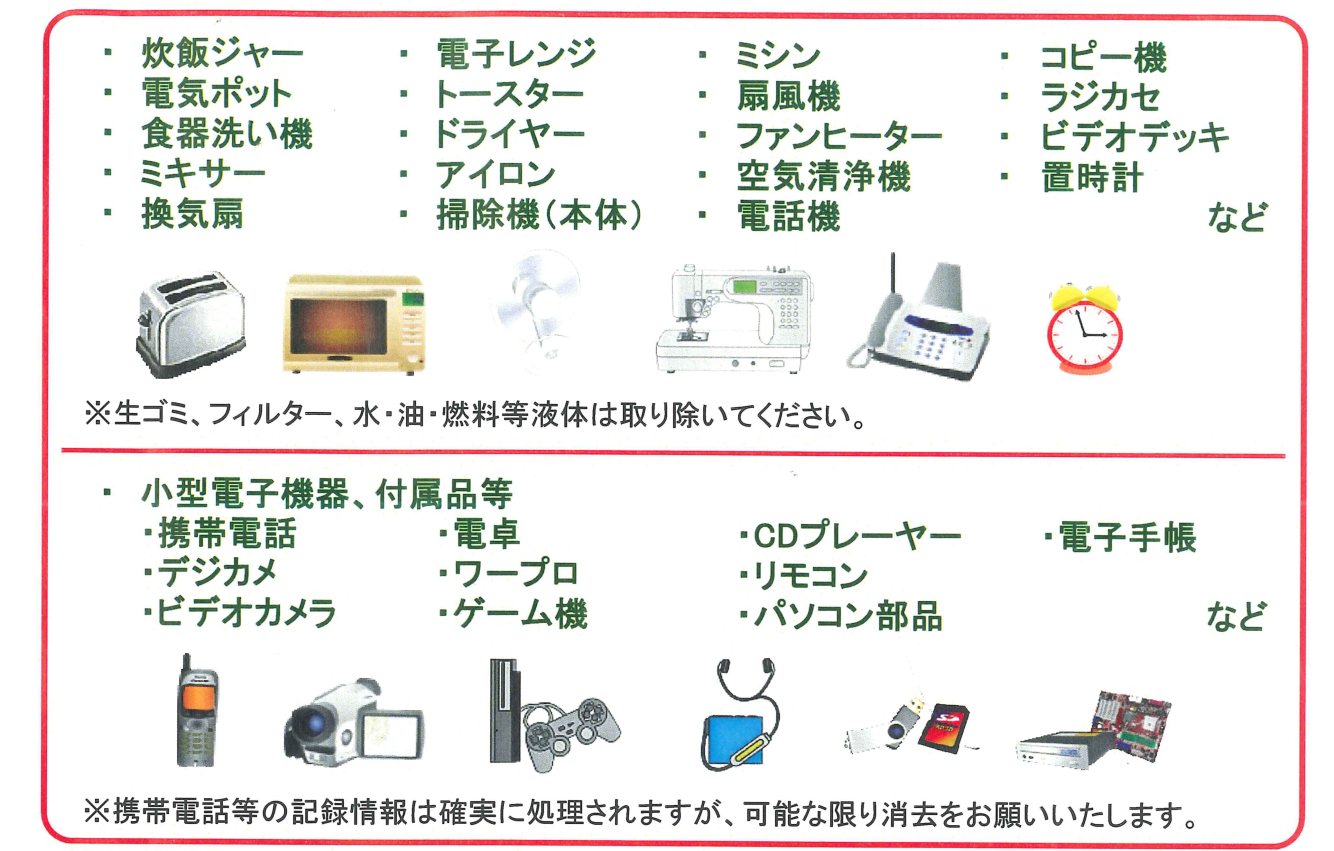 ・ 炊飯ジャー ・ 電子レンジ ・ ミシン ・ コピー機
・ 電気ポット ・ トースター ・ 扇風機 ・ ラジカセ
・ 食器洗い機 ・ ドライヤー ・ ファンヒーター ・ ビデオデッキ
・ ミキサー ・ アイロン ・ 空気清浄機 ・ 置時計
・ 換気扇 ・ 掃除機(本体) ・ 電話機 など
※生ゴミ、フィルター、水・油・燃料等液体は取り除いてください。
・ 小型電子機器、付属品等
・携帯電話 ・電卓 ・CDプレーヤー ・電子手帳
・デジカメ ・ワープロ ・リモコン
・ビデオカメラ ・ゲーム機 ・パソコン部品 など
※携帯電話等の記録情報は確実に処理されますが、可能な限り消去をお願いいたします。